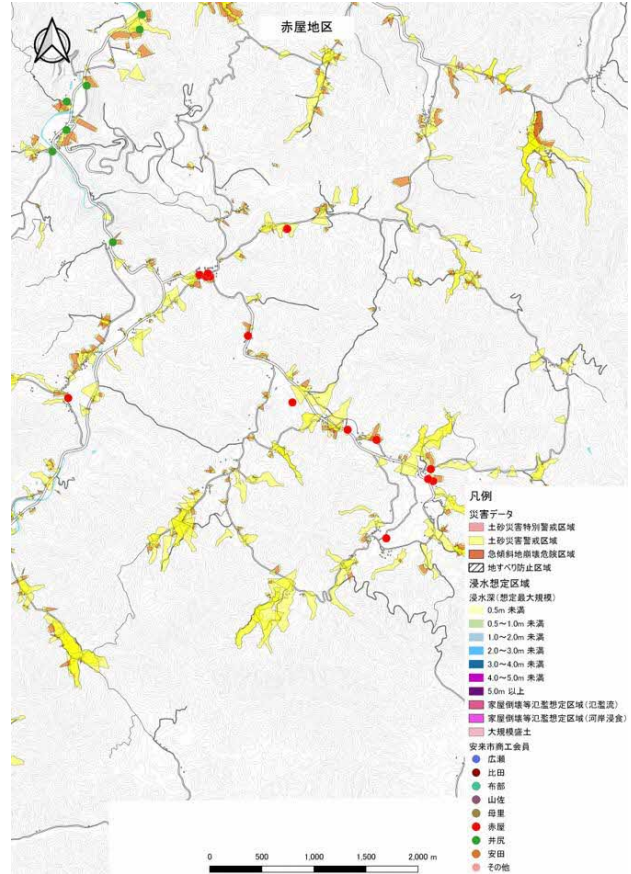 赤屋地区
凡例
災害データ
土砂災害特別警戒区域
土砂災害警戒区域
急傾斜地崩壊危険区域
地すべり防止区域
浸水想定区域
浸水深(想定最大規模)
0.5m 未満
0.5～1.0m 未満
1.0～2.0m 未満
2.0～3.0m 未満
3.0～4.0m 未満
4.0～5.0m 未満
5.0m 以上
家屋倒壊等氾濫想定区域(氾濫流)
家屋倒壊等氾濫想定区域(河岸浸食)
大規模盛土
安来市商工会員
広瀬
比田
布部
山佐
母里
赤屋
井尻
安田
その他
0 500 1,000 1,500 2,000 m